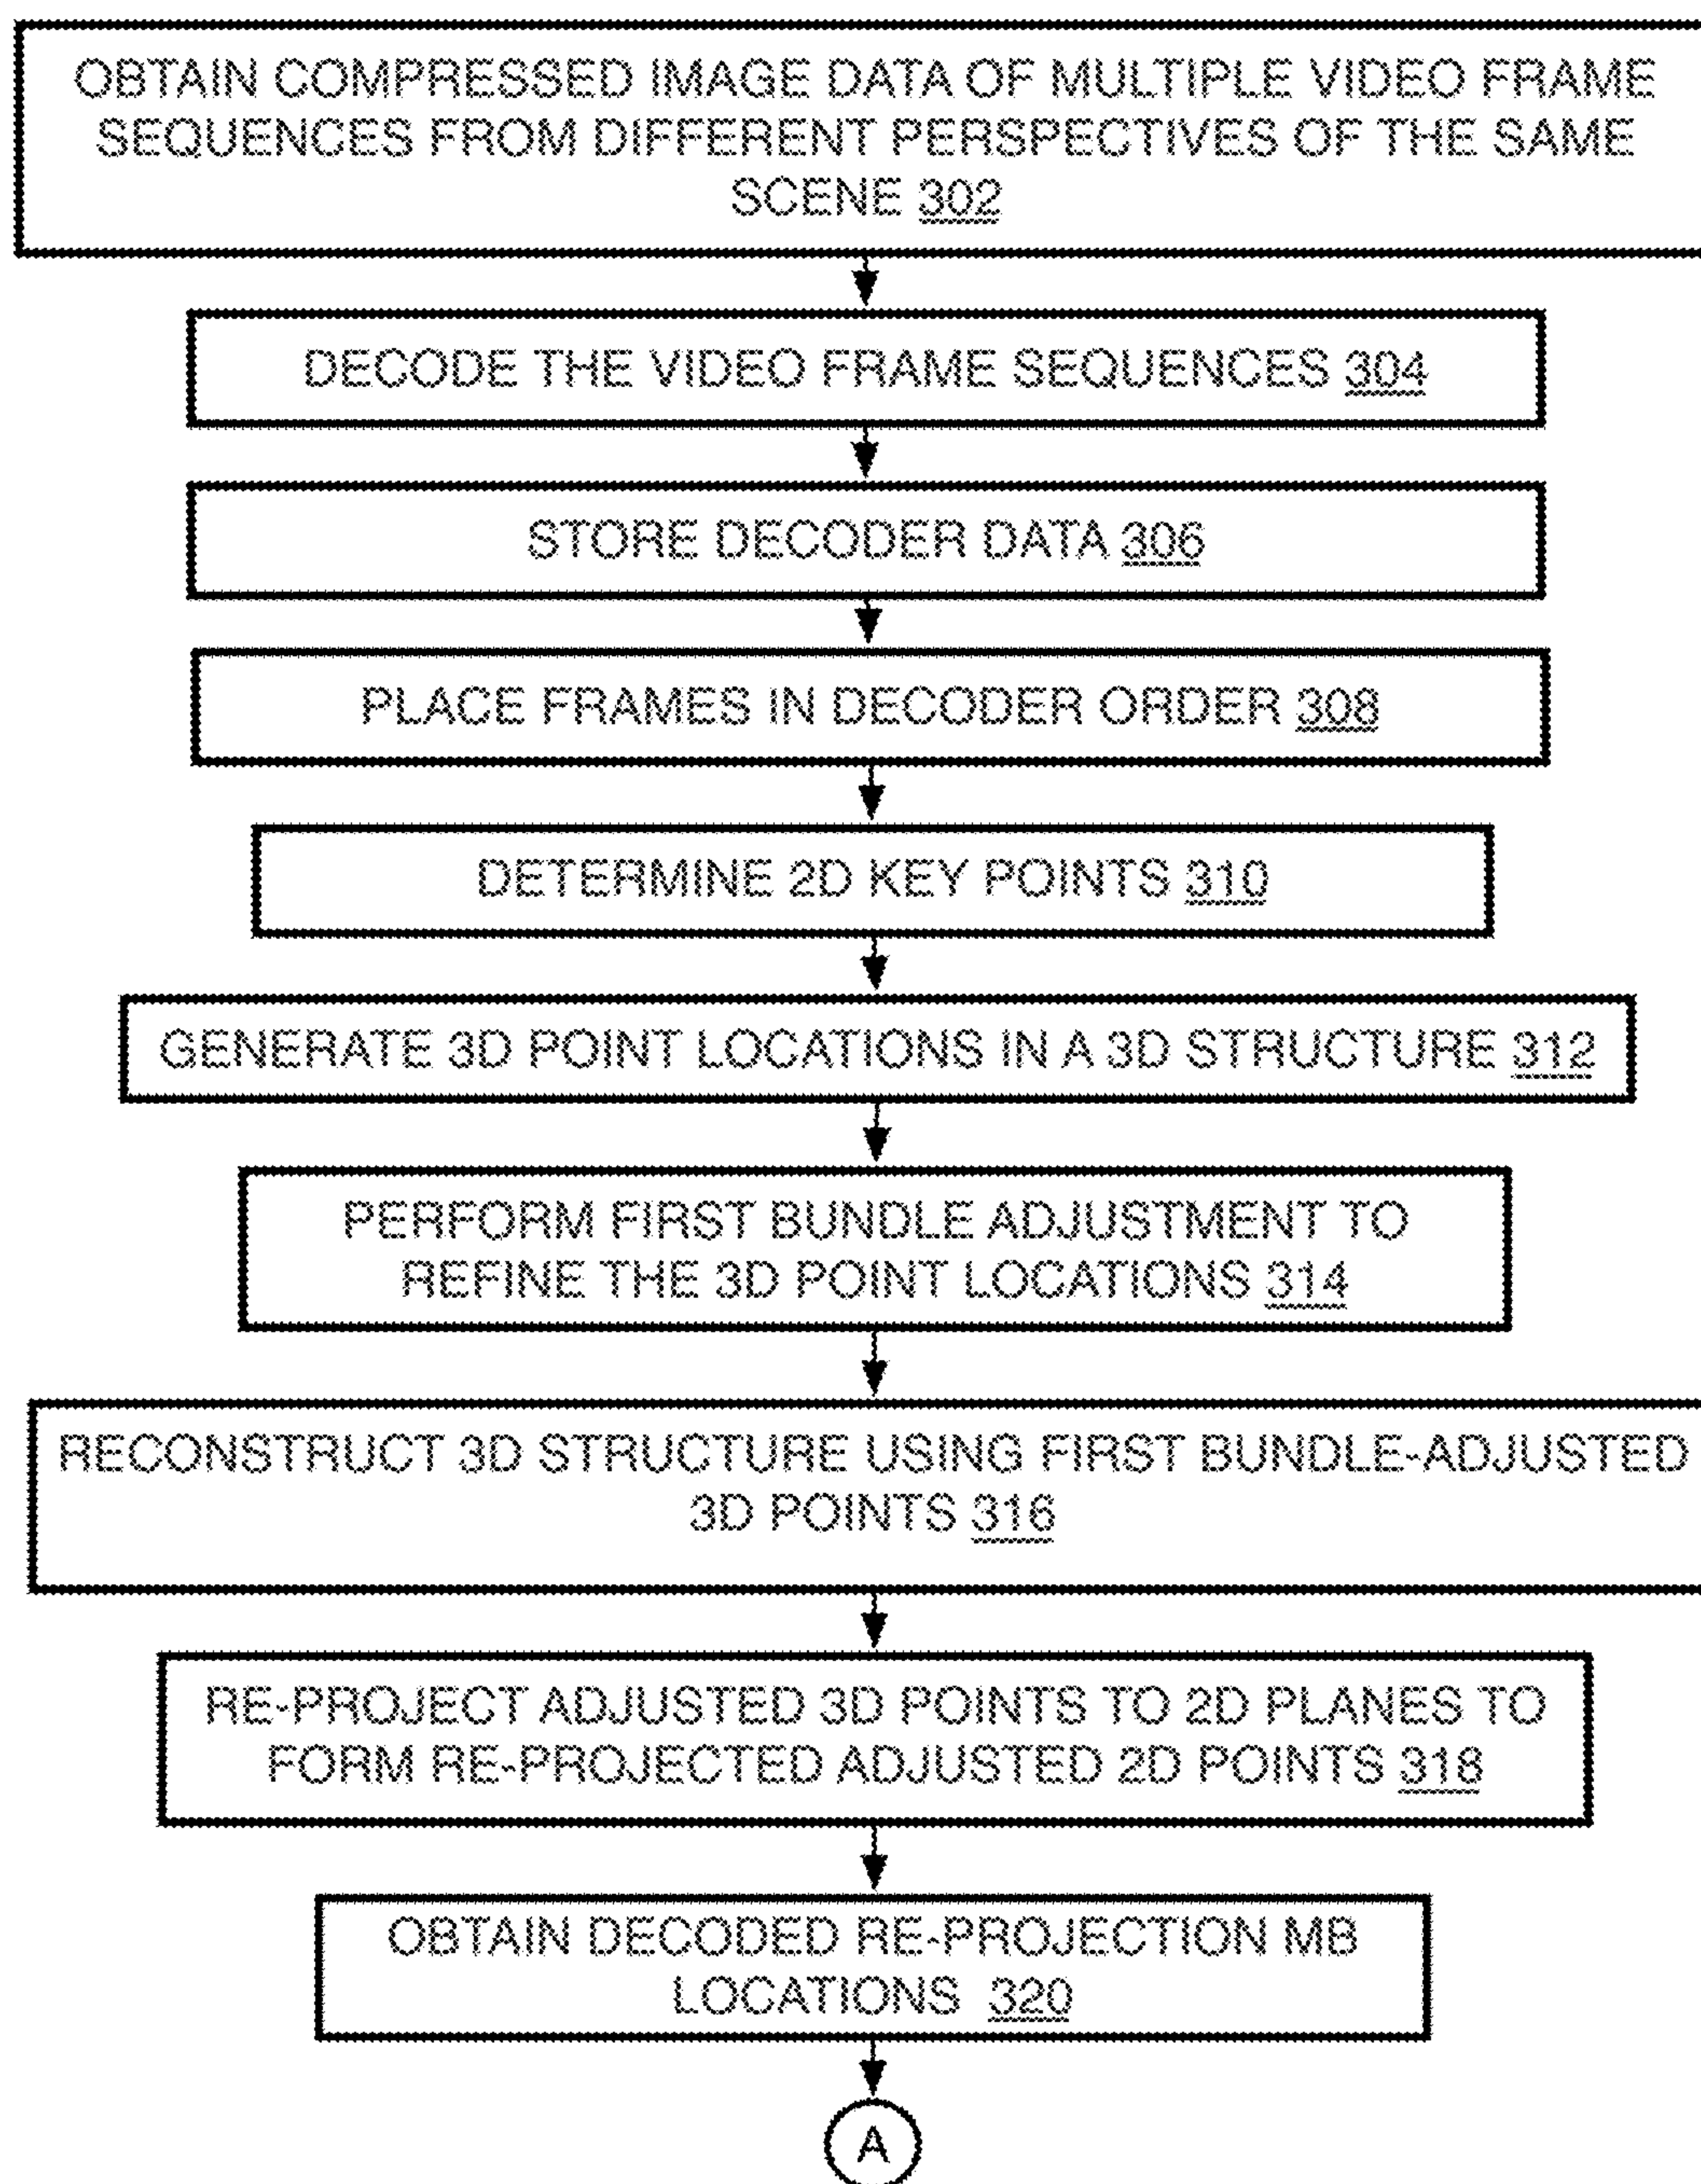 OBTAIN COMPRESSED IMAGE DATA OF MULTIPLE VIDEO FRAME
SEQUENCES FROM DIFFERENT PERSPECTIVES OF THE SAME
SCENE 302
DECODE THE VIDEO FRAME SEQUENCES 304
STORE DECODER DATA 306
PLACE FRAMES IN DECODER ORDER 308
DETERMINE 2D KEY POINTS 310
GENERATE 3D POINT LOCATIONS IN A 3D STRUCTURE 312
PERFORM FIRST BUNDLE ADJUSTMENT TO
REFINE THE 3D POINT LOCATIONS 314
RECONSTRUCT 3D STRUCTURE USING FIRST BUNDLE-ADJUSTED
3D POINTS 316
RE-PROJECT ADJUSTED 3D POINTS TO 2D PLANES TO
FORM RE-PROJECTED ADJUSTED 2D POINTS 318
OBTAIN DECODED RE-PROJECTION MB
LOCATIONS 320
A